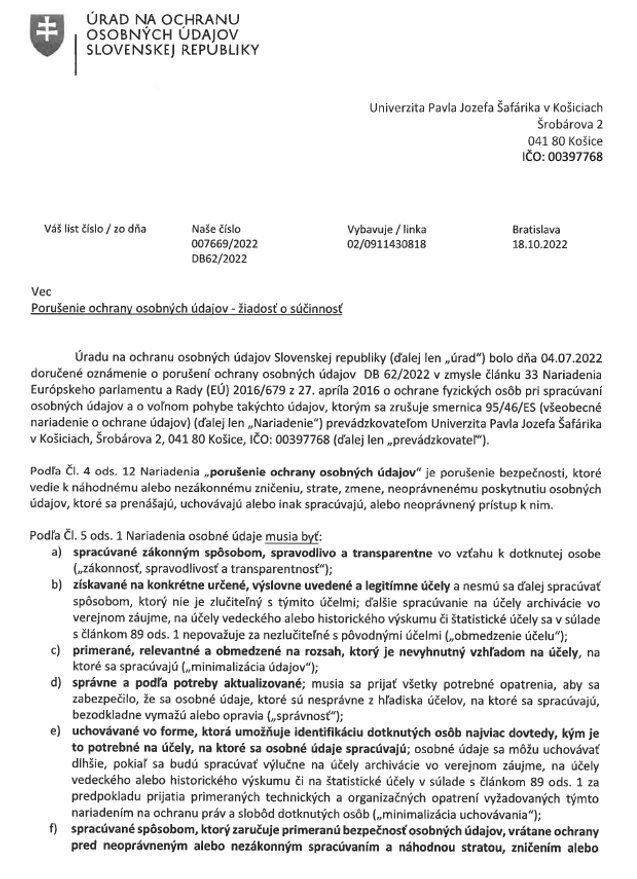 ÚRAD NA OCHRANU
OSOBNÝCH ÚDAJOV
SLOVENSKEJ REPUBLIKY
Univerzita Pavla Jozefa Šafárika v Košiciach
Šrobárova 2
041 80 Košice
IČO: 00397768
Váš list číslo / zo dňa Naše číslo Vybavuje / linka Bratislava
007669/2022 02/0911430818 18.10.2022
DB62/2022
Vec
Porušenie ochrany osobných údajov - žiadosť o súčinnosť
Úradu na ochranu osobných údajov Slovenskej republiky (ďalej len „úrad") bolo dňa 04.07.2022
doručené oznámenie o porušení ochrany osobných údajov DB 62/2022 v zmysle článku 33 Nariadenia
Európskeho parlamentu a Rady (EÚ) 2016/679 z 27. apríla 2016 o ochrane fyzických osôb pri spracúvaní
osobných údajov a o voľnom pohybe takýchto údajov, ktorým sa zrušuje smernica 95/46/ES (všeobecné
nariadenie o ochrane údajov) (ďalej len „Nariadenie") prevádzkovateľom Univerzita Pavla Jozefa Šafárika
v Košiciach, Šrobárova 2, 041 80 Košice, IČO: 00397768 (ďalej len „prevádzkovateľ").
Podľa Čl. 4 ods. 12 Nariadenia „porušenie ochrany osobných údajov" je porušenie bezpečnosti, ktoré
vedie k náhodnému alebo nezákonnému zničeniu, strate, zmene, neoprávnenému poskytnutiu osobných
údajov, ktoré sa prenášajú, uchovávajú alebo inak spracúvajú, alebo neoprávnený prístup k nim.
Podľa Čl. 5 ods. 1 Nariadenia osobné údaje musia byť:
a) spracúvané zákonným spôsobom, spravodlivo a transparentne vo vzťahu k dotknutej osobe
(„zákonnosť, spravodlivosť a transparentnosť");
b) získavané na konkrétne určené, výslovne uvedené a legitímne účely a nesmú sa ďalej spracúvať
spôsobom, ktorý nie je zlučiteľný s týmito účelmi; ďalšie spracúvanie na účely archivácie vo
verejnom záujme, na účely vedeckého alebo historického výskumu či štatistické účely sa v súlade
s článkom 89 ods. 1 nepovažuje za nezlučiteľné s pôvodnými účelmi („obmedzenie účelu");
c) primerané, relevantné a obmedzené na rozsah, ktorý je nevyhnutný vzhľadom na účely, na
ktoré sa spracúvajú („minimalizácia údajov");
d) správne a podľa potreby aktualizované; musia sa prijať všetky potrebné opatrenia, aby sa
zabezpečilo, že sa osobné údaje, ktoré sú nesprávne z hľadiska účelov, na ktoré sa spracúvajú,
bezodkladne vymažú alebo opravia („správnosť");
e) uchovávané vo forme, ktorá umožňuje identifikáciu dotknutých osôb najviac dovtedy, kým je
to potrebné na účely, na ktoré sa osobné údaje spracúvajú; osobné údaje sa môžu uchovávať
dlhšie, pokiaľ sa budú spracúvať výlučne na účely archivácie vo verejnom záujme, na účely
vedeckého alebo historického výskumu či na štatistické účely v súlade s článkom 89 ods. 1 za
predpokladu prijatia primeraných technických a organizačných opatrení vyžadovaných týmto
nariadením na ochranu práv a slobôd dotknutých osôb („minimalizácia uchovávania");
f) spracúvané spôsobom, ktorý zaručuje primeranú bezpečnosť osobných údajov, vrátane ochrany
pred neoprávneným alebo nezákonným spracúvaním a náhodnou stratou, zničením alebo